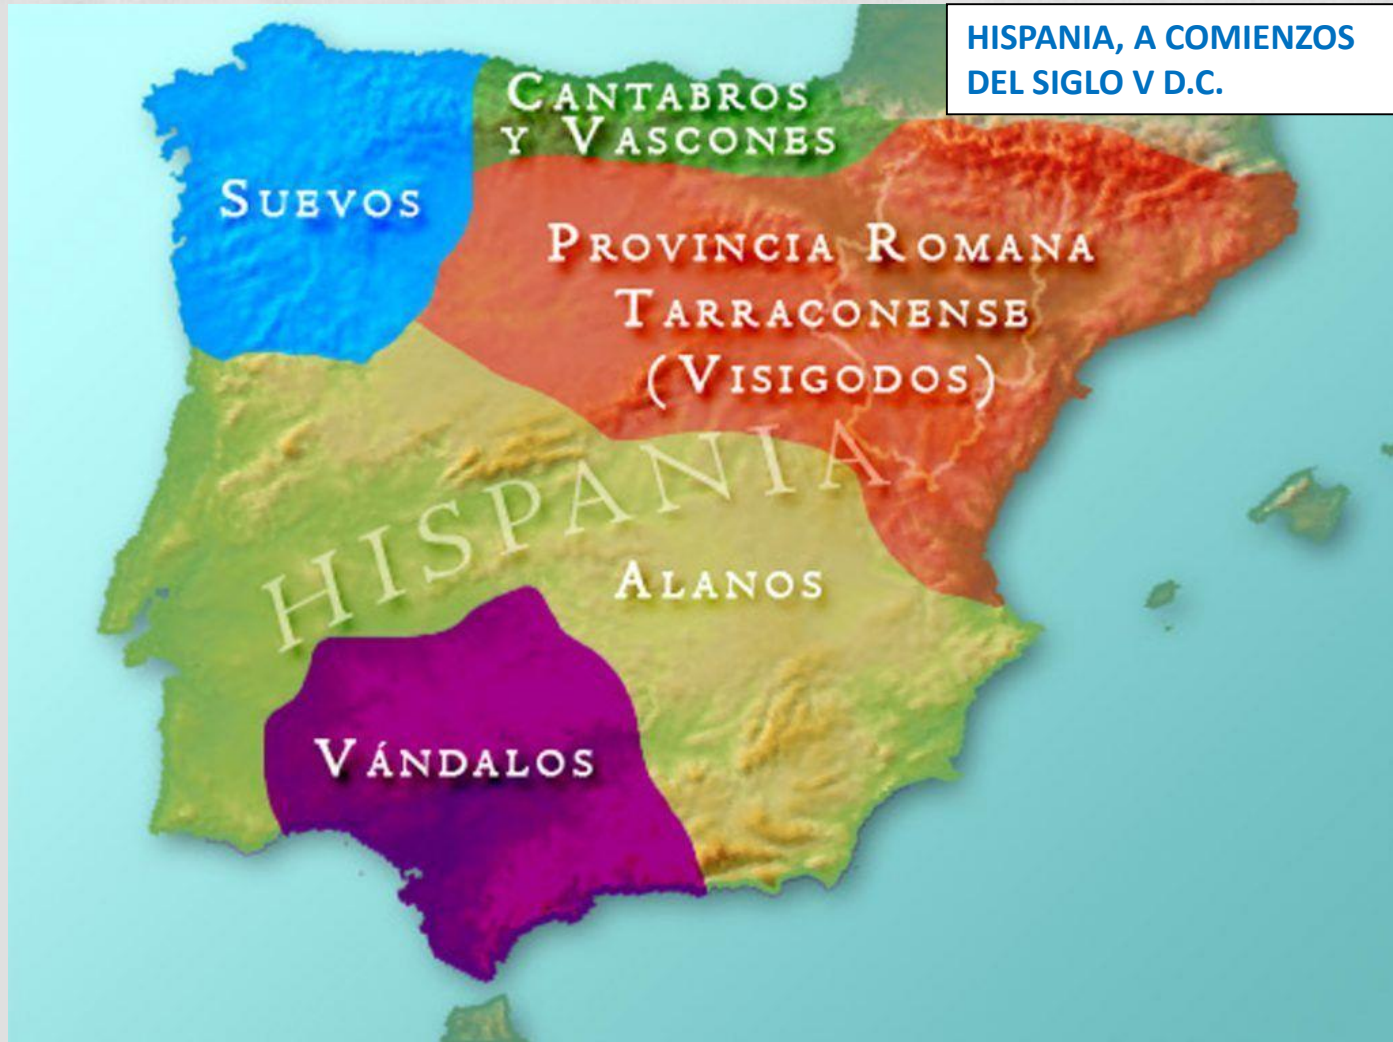 HISPANIA, A COMIENZOS
DEL SIGLO V D.C.
CANTABROS
Y VASCONES
SUEVOS
PROVINCIA ROMANA
TARRACONENSE
(VISIGODOS)
HISPANIA
ALANOS
VÁNDALOS